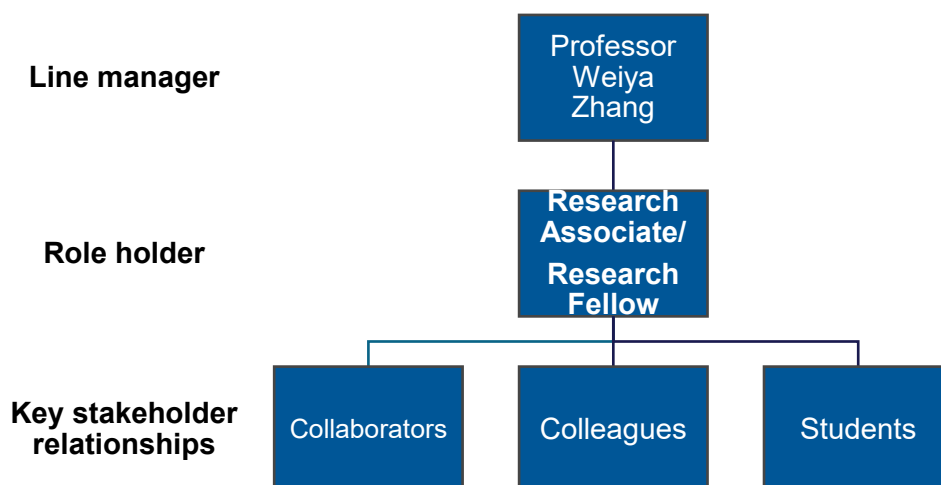 Line manager
Professor
Weiya
Zhang
Role holder
Research
Associate/
Research
Fellow
Key stakeholder
relationships
Collaborators
Colleagues
Students